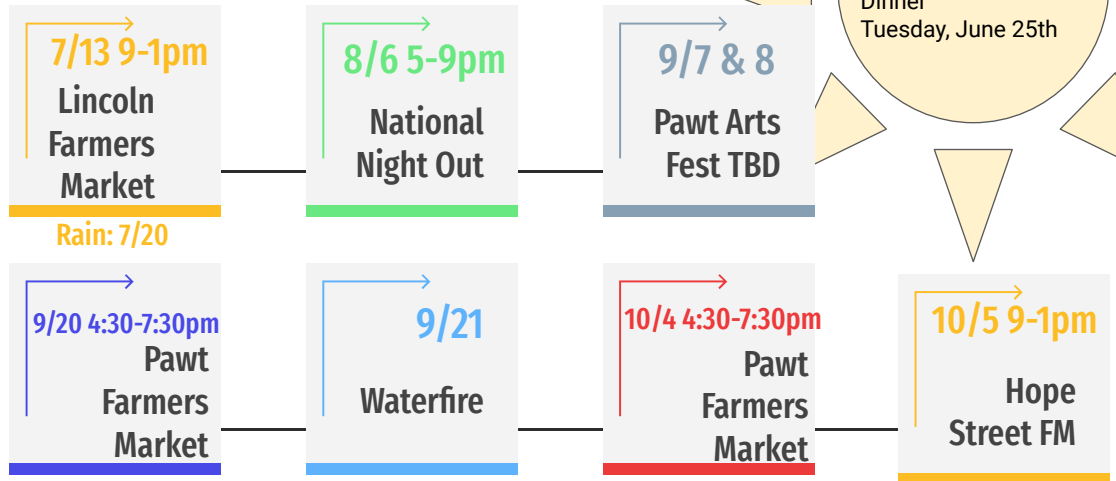 Dinner
Tuesday, June 25th
7/13 9-1pm
Lincoln
Farmers
Market
Rain: 7/20
8/6 5-9pm
National
Night Out
9/7 & 8
Pawt Arts
Fest TBD
9/20 4:30-7:30pm
Pawt
Farmers
Market
9/21
Waterfire
10/4 4:30-7:30pm
Pawt
Farmers
Market
10/5 9-1pm
Hope
Street FM